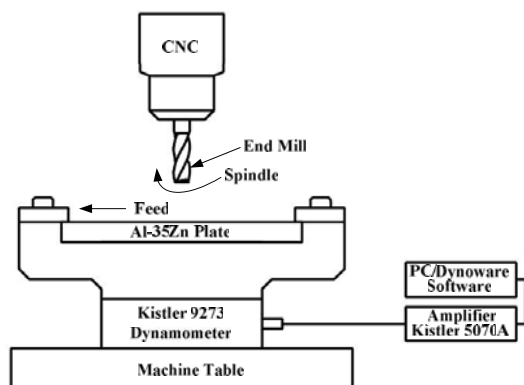 CNC
End Mill
Spindle
Feed
Al-35Zn Plate
Kistler 9273
Dynamometer
PC/Dynoware
Software
Amplifier
Kistler 5070A
Machine Table